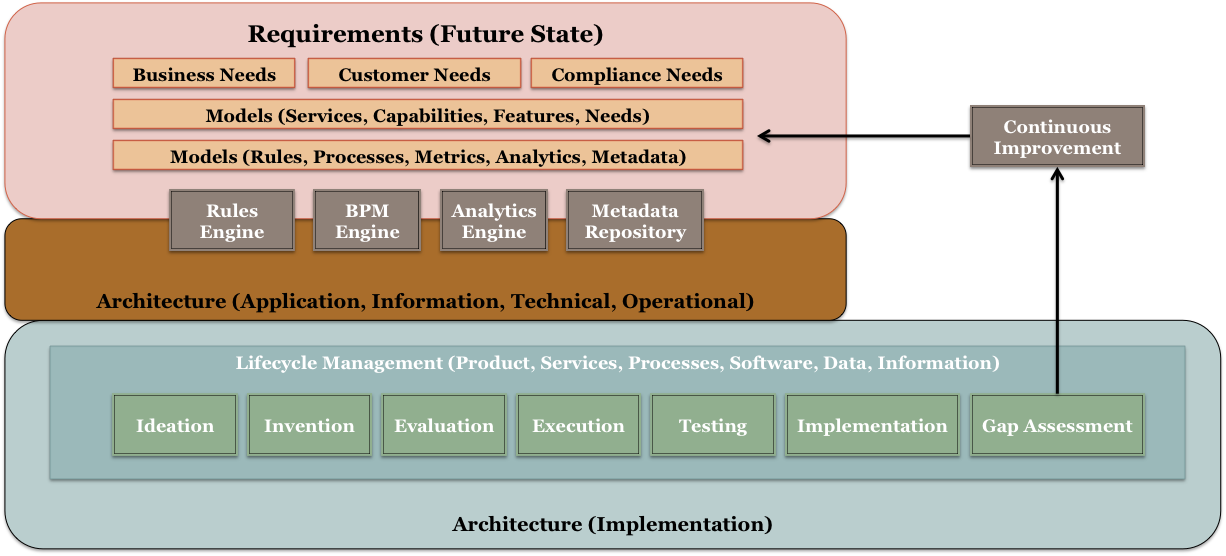 Requirements (Future State)
Business Needs
Customer Needs
Compliance Needs
Models (Services, Capabilities, Features, Needs)
Models (Rules, Processes, Metrics, Analytics, Metadata)
Continuous
Improvement
Rules
Engine
BPM
Engine
Analytics
Engine
Metadata
Repository
Architecture (Application, Information, Technical, Operational)
Lifecycle Management (Product, Services, Processes, Software, Data, Information)
Ideation
Invention
Evaluation
Execution
Testing
Implementation
Gap Assessment
Architecture (Implementation)